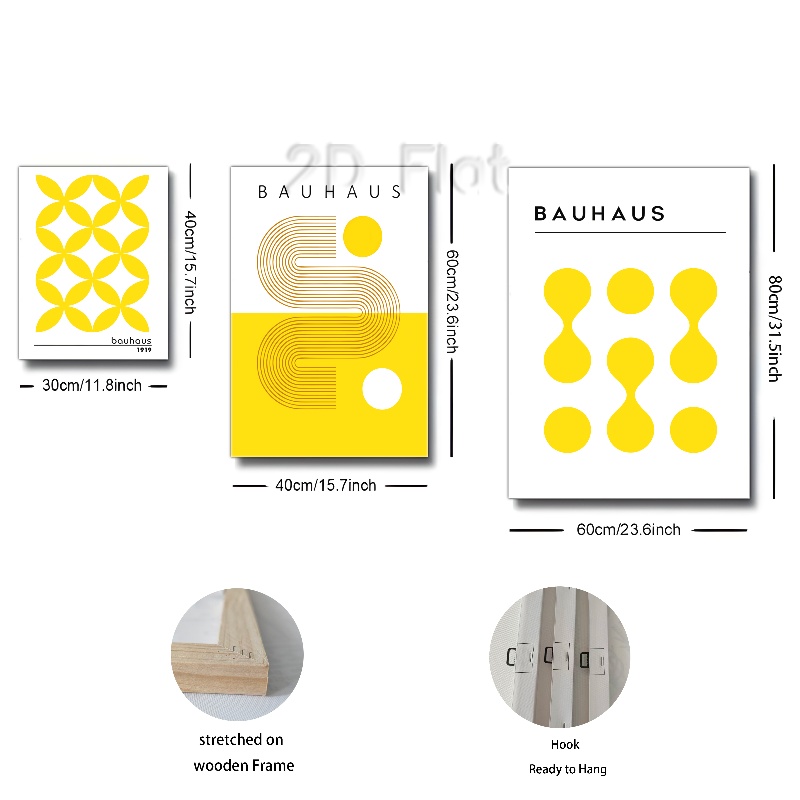 2D Flat
BAUHAUS
BAUHAUS
bauhaus
1919
40cm/15.7inch
60cm/23.6inch
80cm/31.5inch
30cm/11.8inch
40cm/15.7inch
60cm/23.6inch
stretched on
wooden Frame
Hook
Ready to Hang